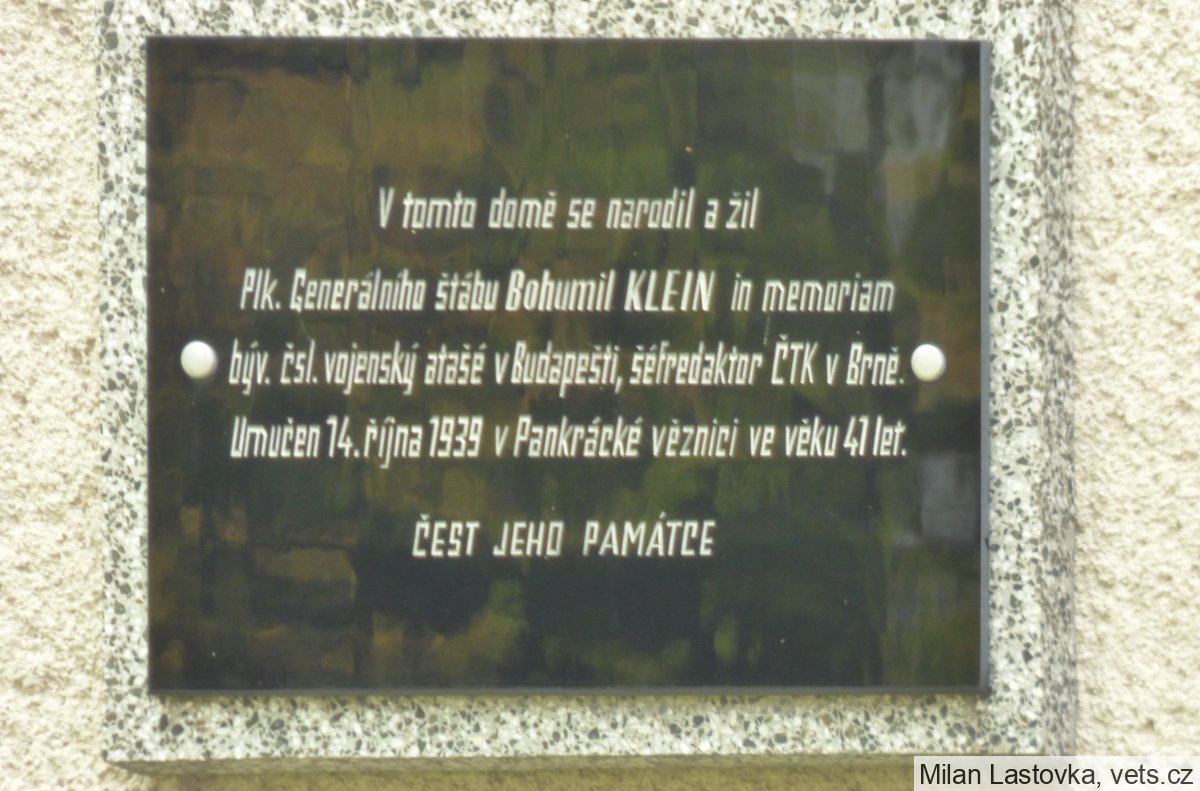 V tomto domě se narodil a žil
Plk. Generálního štábu Bohumil KLEIN in memoriam
býv. čsl. vojenský atašé v Budapešti, šéfredaktor ČTK v Brně.
Umučen 14. října 1939 v Pankrácké věznici ve věku 41 let.
ČEST JEHO PAMÁTCE
Milan Lastovka, vets.cz